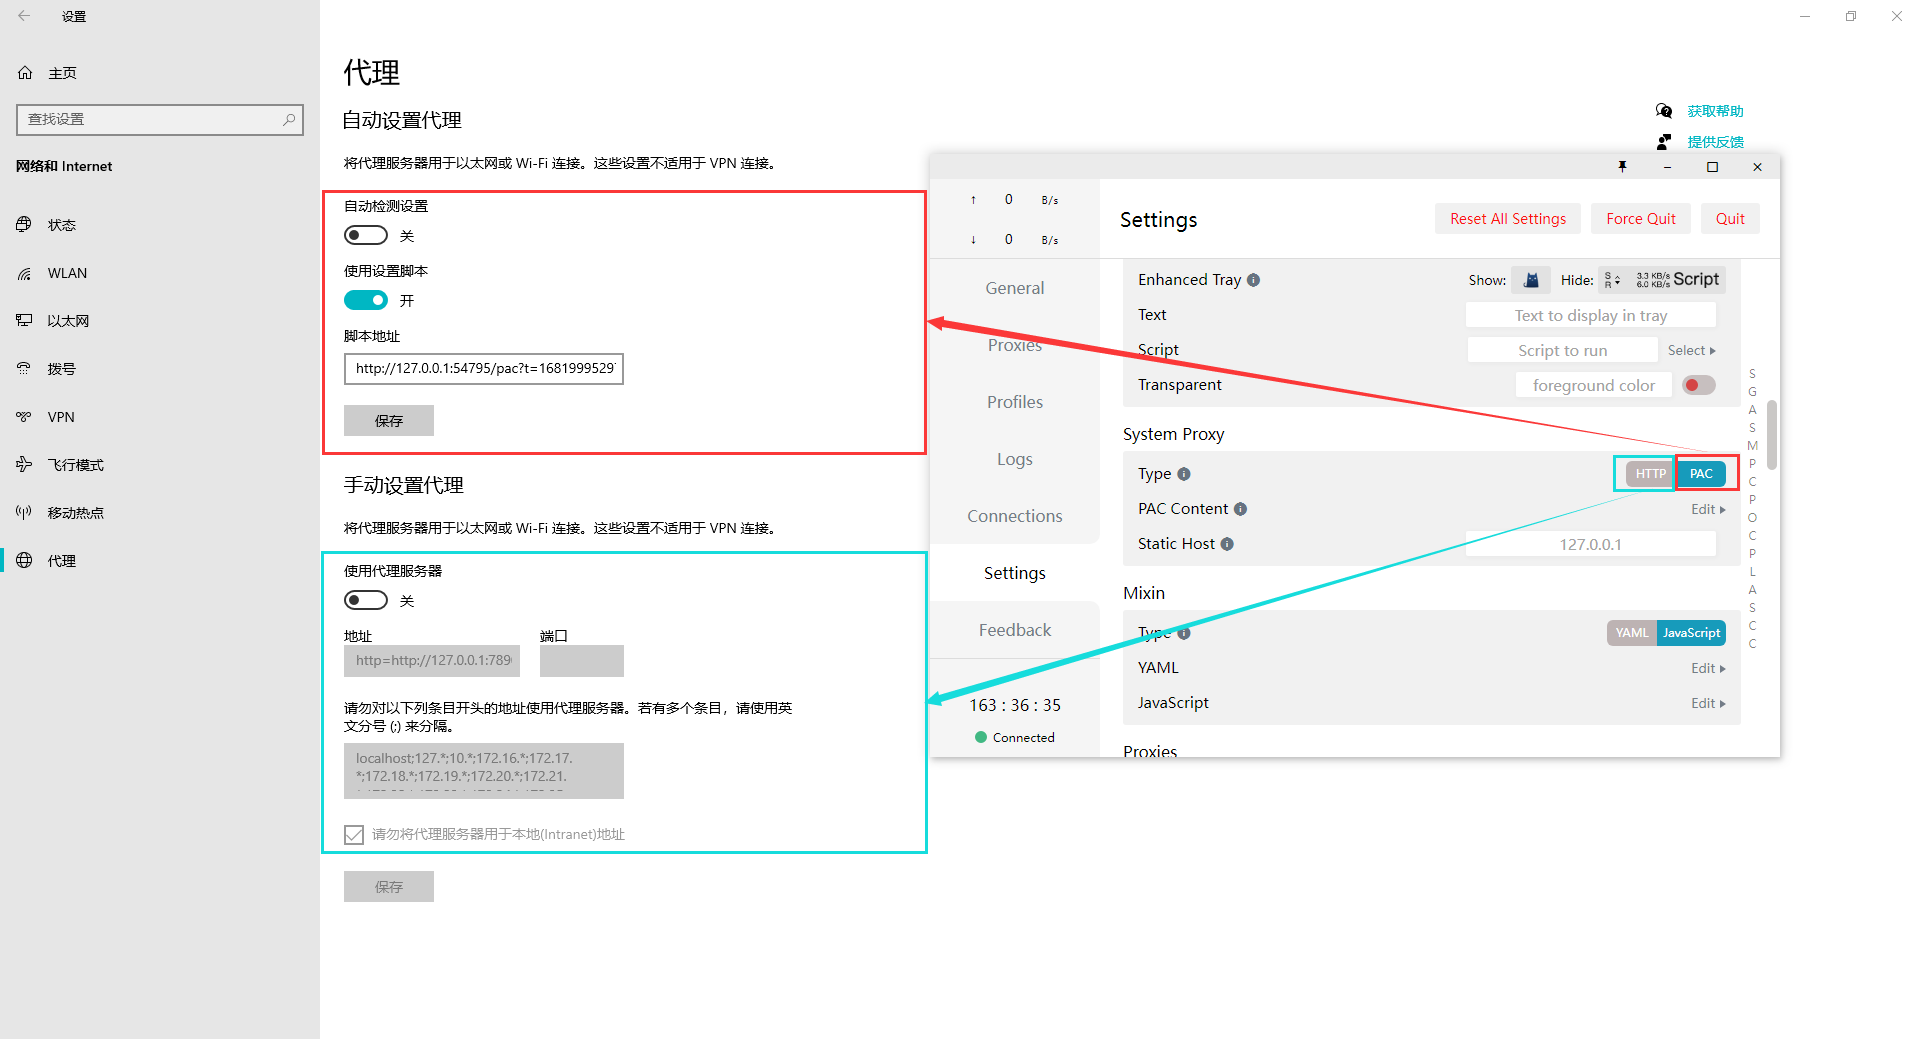 设置
主页
查找设置
网络和 Internet
状态
WLAN
以太网
拨号
VPN
飞行模式
移动热点
代理
代理
自动设置代理
将代理服务器用于以太网或 Wi-Fi 连接。这些设置不适用于 VPN 连接。
自动检测设置
关
使用设置脚本
开
脚本地址
http://127.0.0.1:54795/pac?t=1681999529
保存
手动设置代理
将代理服务器用于以太网或 Wi-Fi 连接。这些设置不适用于 VPN 连接。
使用代理服务器
关
地址 端口
http=http://127.0.0.1:789
请勿对以下列条目开头的地址使用代理服务器。若有多个条目，请使用英
文分号 (;) 来分隔。
localhost;127.*;10.*;172.16.*;172.17.
*;172.18.*;172.19.*;172.20.*;172.21.
请勿将代理服务器用于本地(Intranet)地址
保存
获取帮助
提供反馈
↑ 0 B/s
↓ 0 B/s
General
Proxies
Profiles
Logs
Connections
Settings
Feedback
163 : 36 : 35
Connected
Settings
Reset All Settings Force Quit Quit
Enhanced Tray Show: Hide: S R 3.3 KB/s 6.0 KB/s Script
Text Text to display in tray
Script Script to run Select
Transparent foreground color
System Proxy
Type HTTP PAC
PAC Content Edit
Static Host 127.0.0.1
Mixin
Type YAML JavaScript
YAML Edit
JavaScript Edit
Proxies
S
G
A
S
M
P
C
P
O
C
P
L
A
S
C
C